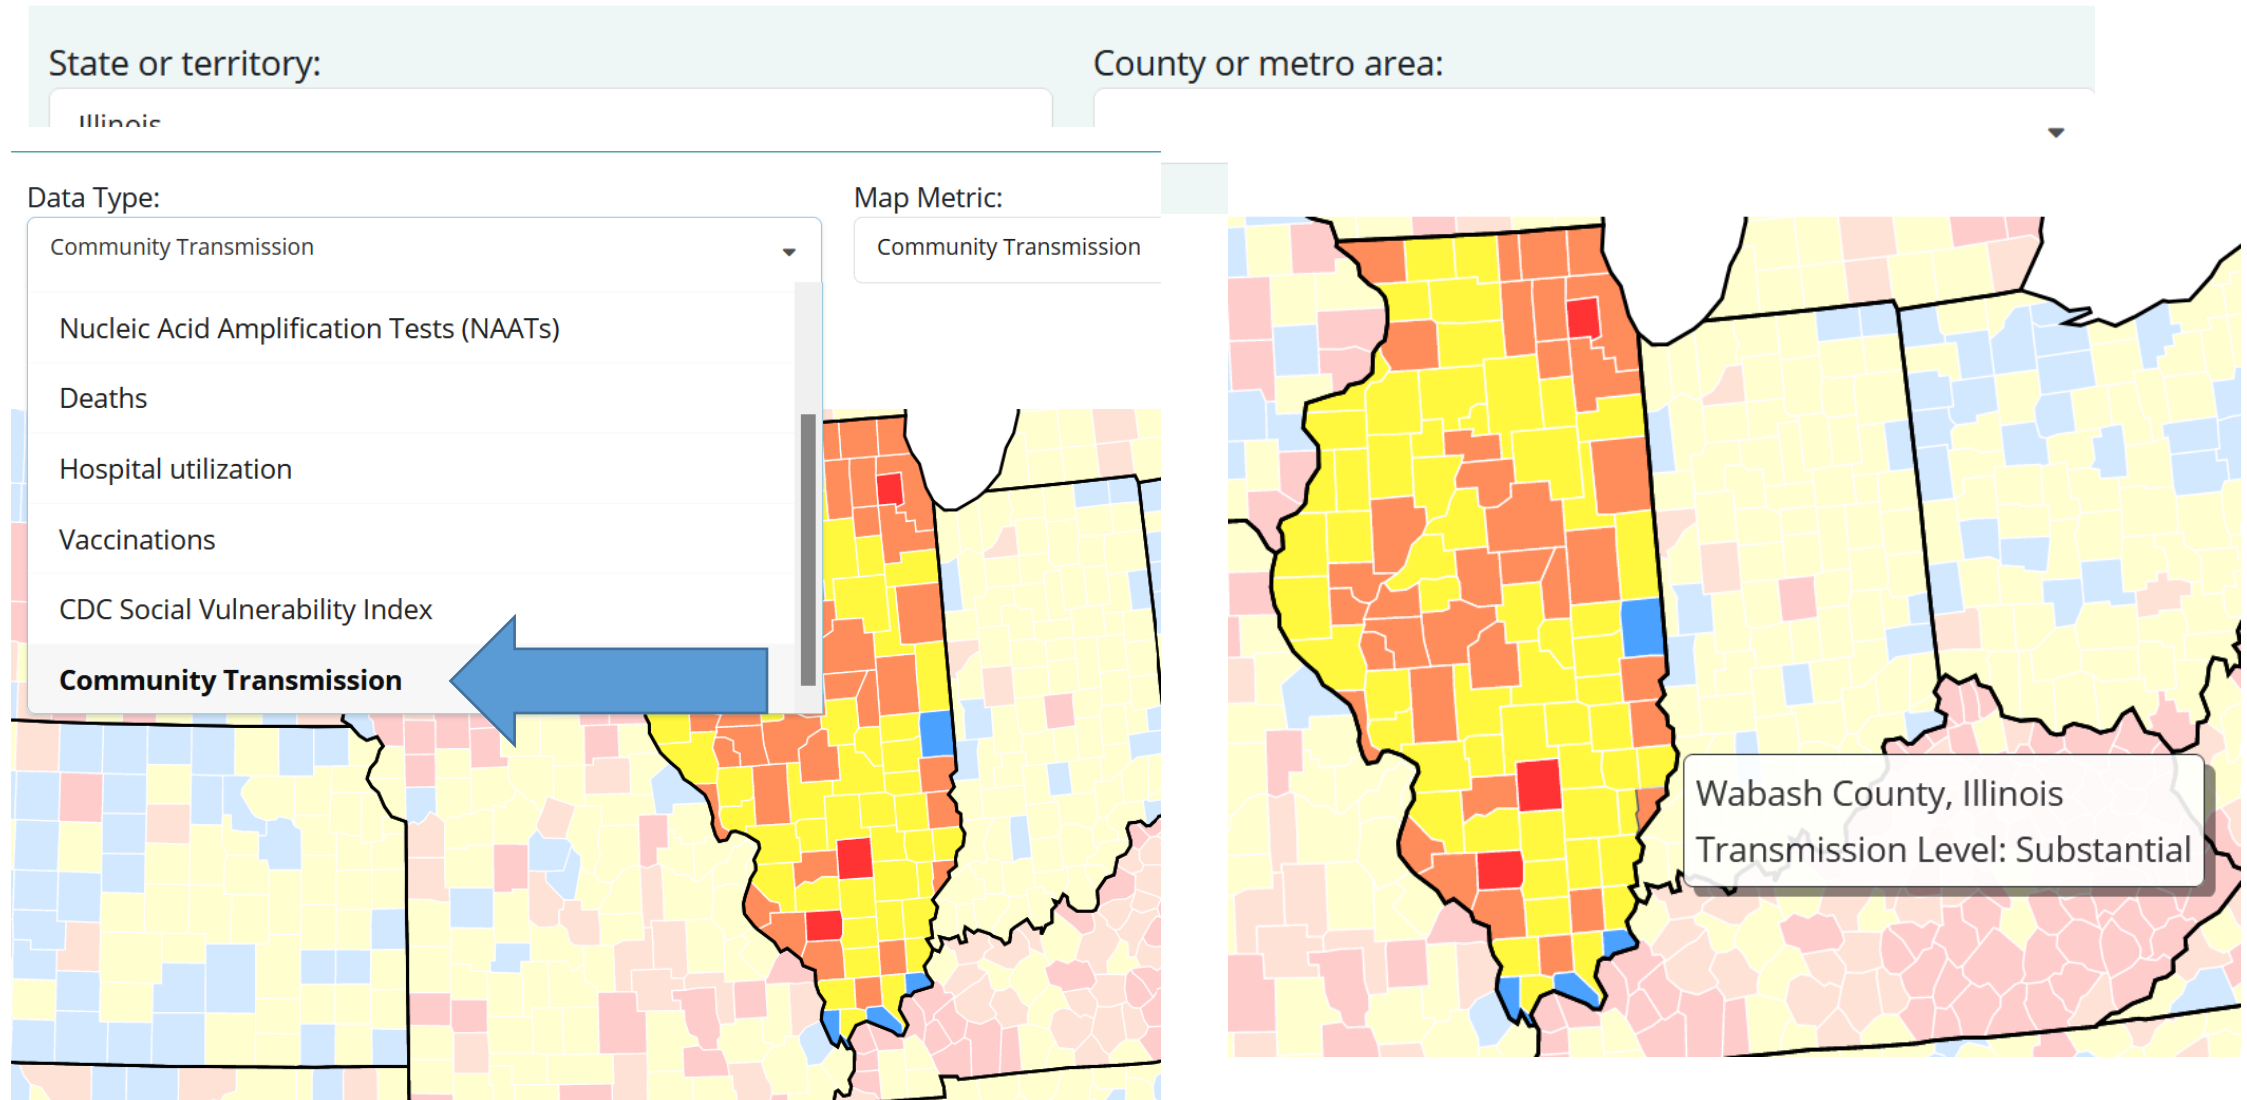 State or territory:
County or metro area:
Illinois
Data Type:
Map Metric:
Community Transmission
Community Transmission
Nucleic Acid Amplification Tests (NAATs)
Deaths
Hospital utilization
Vaccinations
CDC Social Vulnerability Index
Community Transmission
Wabash County, Illinois
Transmission Level: Substantial